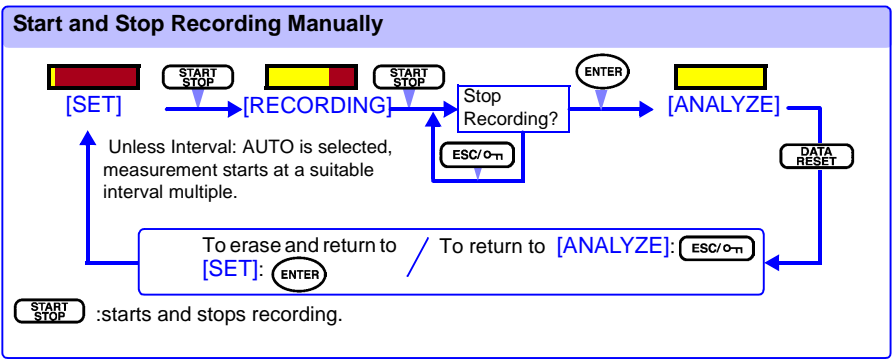 Start and Stop Recording Manually
START
STOP
START
STOP
ENTER
[SET]
[RECORDING]
Stop
Recording?
[ANALYZE]
ESC/
DATA
RESET
Unless Interval: AUTO is selected,
measurement starts at a suitable
interval multiple.
To erase and return to
[SET]: ENTER
/ To return to [ANALYZE]: ESC/
START
STOP :starts and stops recording.